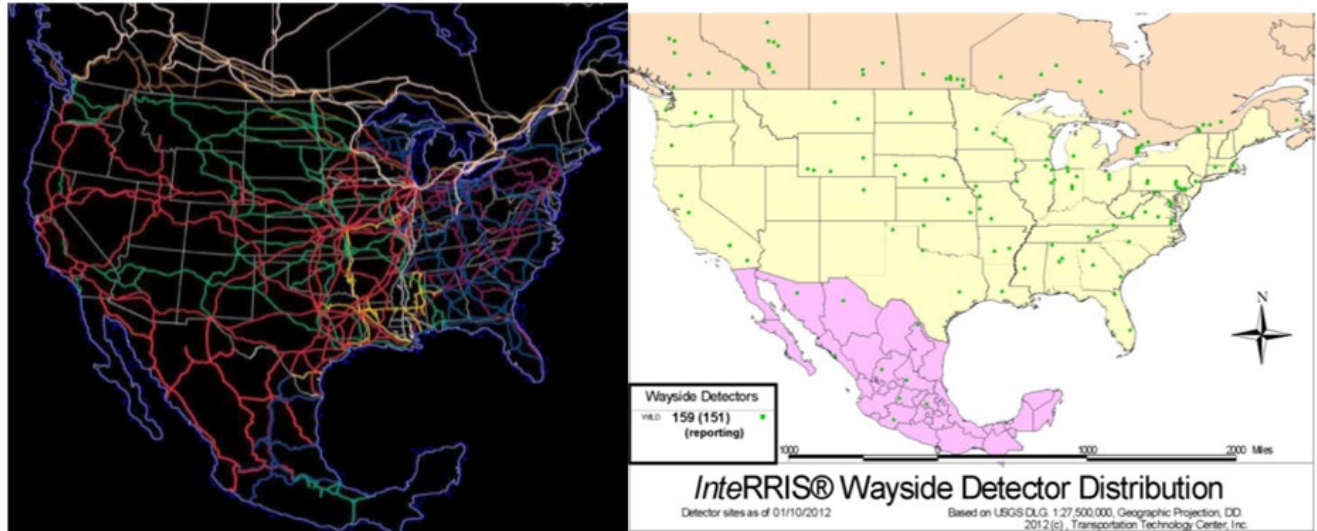 N
Wayside Detectors
WILD 159 (151)
(reporting)
1000 0 1000 2000 Miles
InteRRIS® Wayside Detector Distribution
Detector sites as of 01/10/2012
Based on USGS DLG 1:27,500,000, Geographic Projection, DD.
2012 (c) , Transportation Technology Center, Inc.